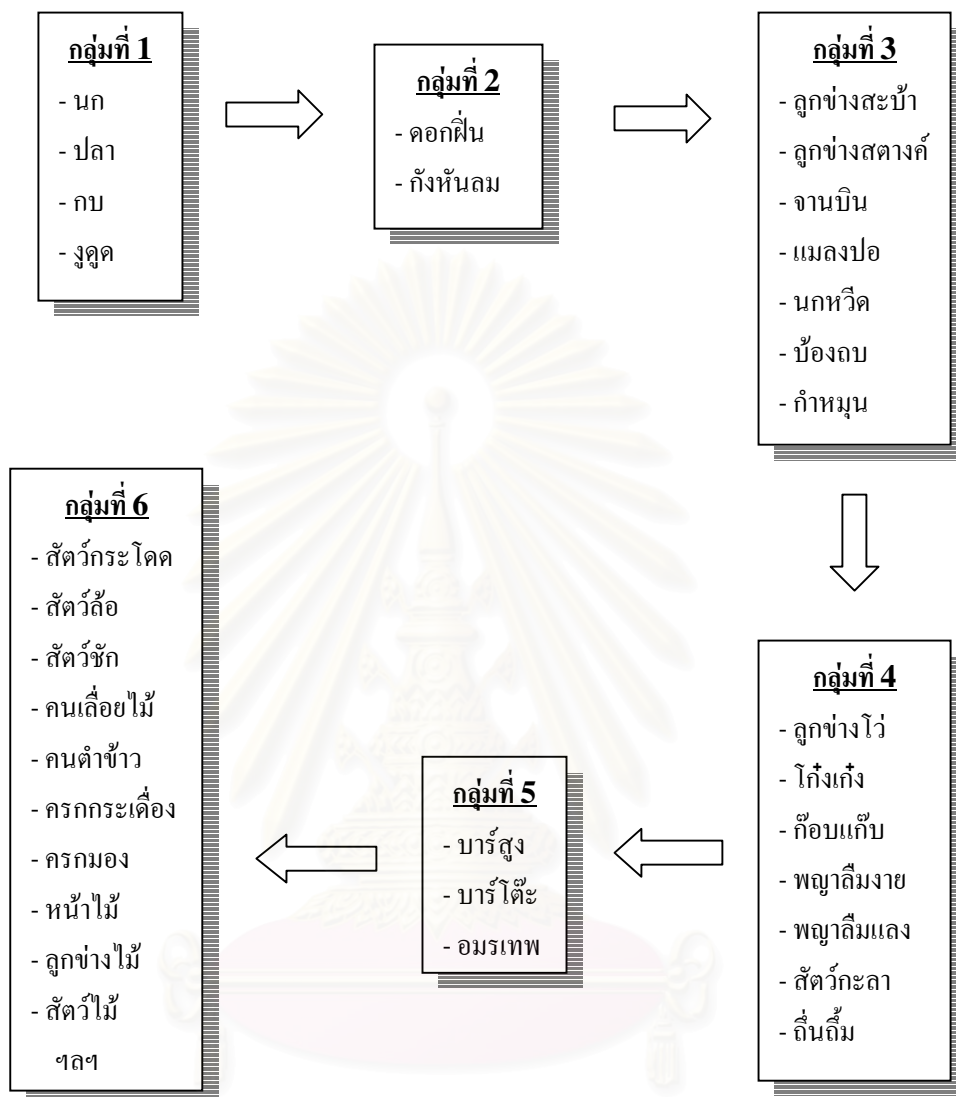 กลุ่มที่ 1
- นก
- ปลา
- กบ
- งูดูด
กลุ่มที่ 2
- ดอกฝิ่น
- กังหันลม
กลุ่มที่ 3
- ลูกข่างสะบ้า
- ลูกข่างสตางค์
- จานบิน
- แมลงปอ
- นกหวีด
- บ้องถบ
- กำหมุน
กลุ่มที่ 4
- ลูกข่างโว่
- โก๋งเก๋ง
- ก๊อบแก๊บ
- พญาลืมงาย
- พญาลืมแลง
- สัตว์กะลา
- ถึ่นถึ้ม
กลุ่มที่ 5
- บาร์สูง
- บาร์โต๊ะ
- อมรเทพ
กลุ่มที่ 6
- สัตว์กระโดด
- สัตว์ล้อ
- สัตว์ชัก
- คนเลื่อยไม้
- คนตำข้าว
- ครกกระเดื่อง
- ครกมอง
- หน้าไม้
- ลูกข่างไม้
- สัตว์ไม้
ฯลฯ